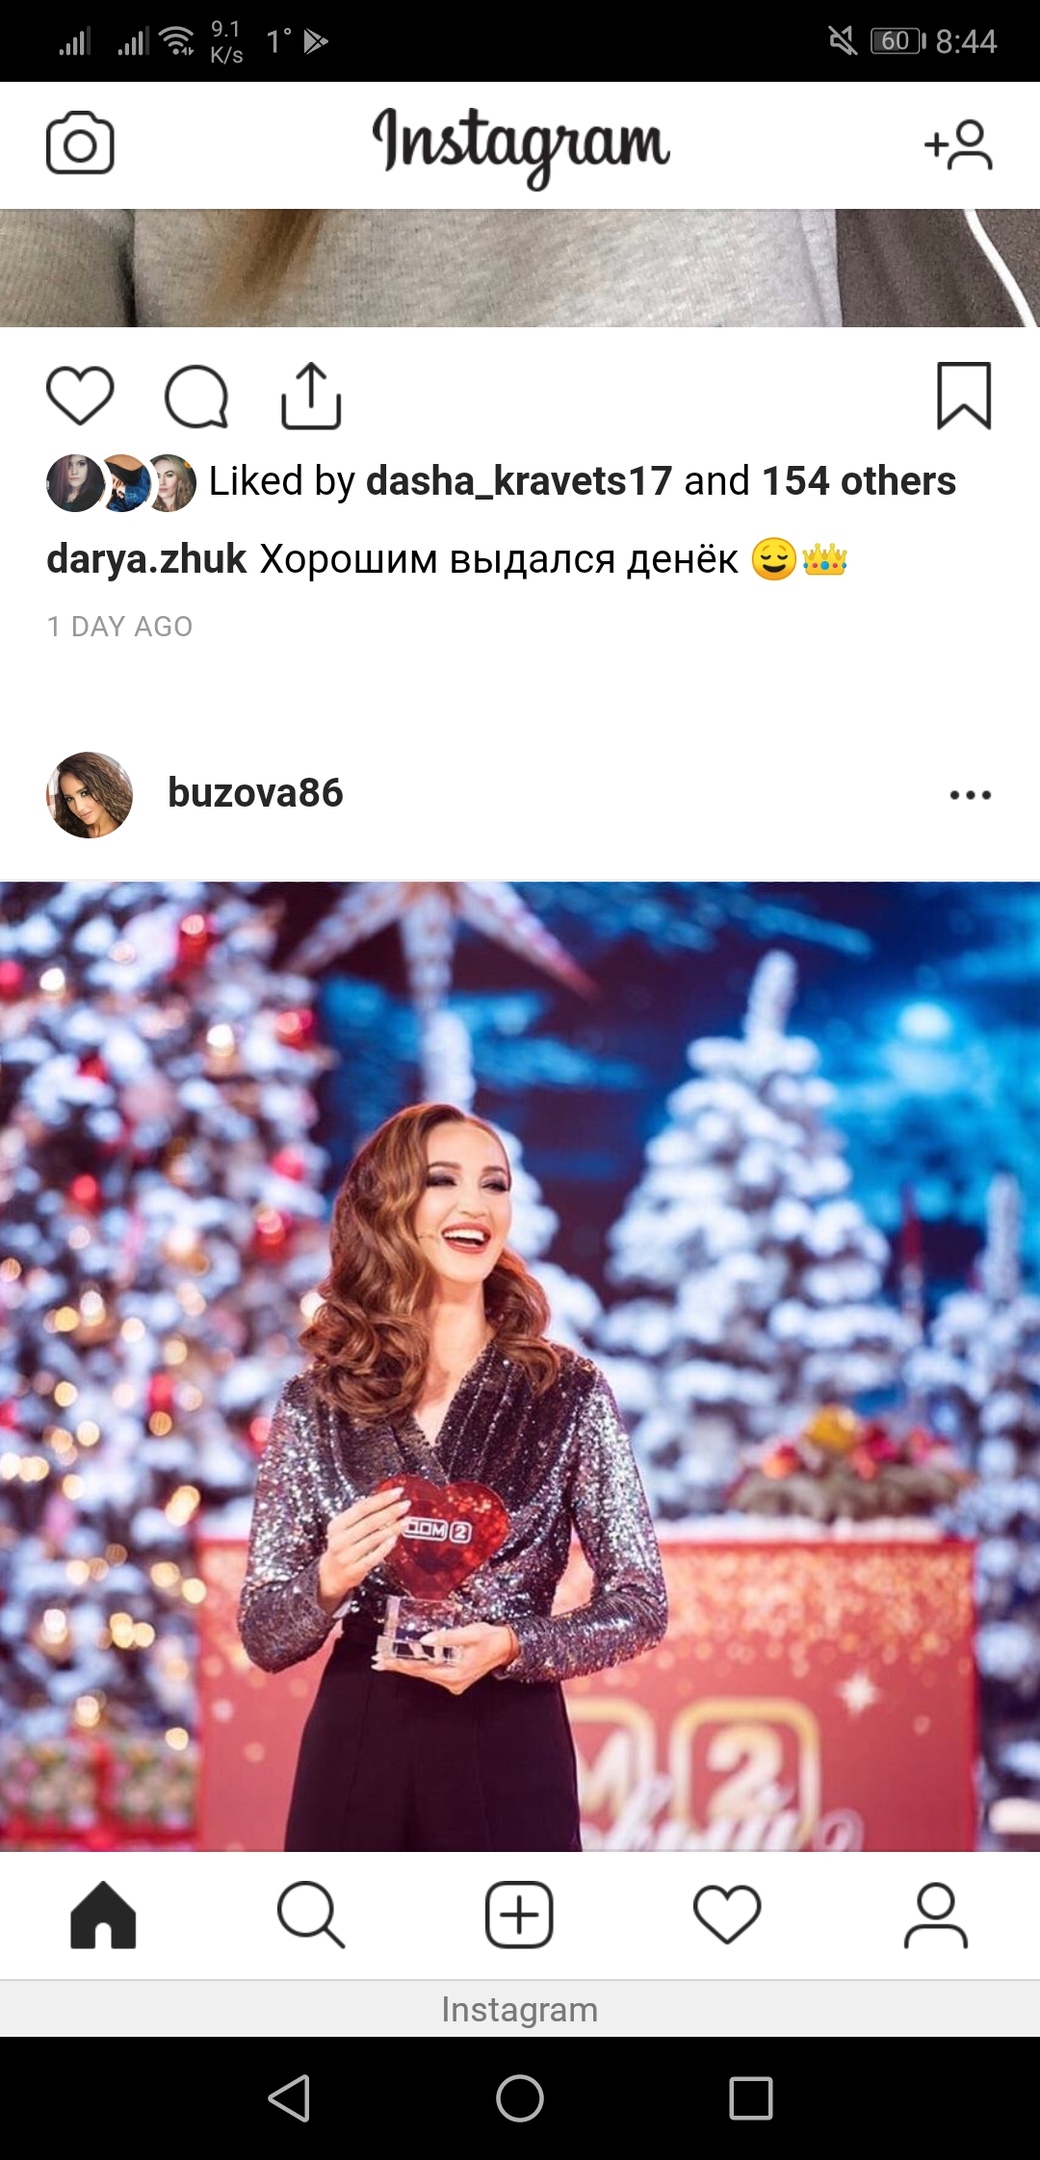 9.1
K/s
1°
60
8:44
Instagram
Liked by dasha_kravets17 and 154 others
darya.zhuk Хорошим выдался денёк 😌👑
1 DAY AGO
buzova86
ДОМ 2
М 2
Instagram